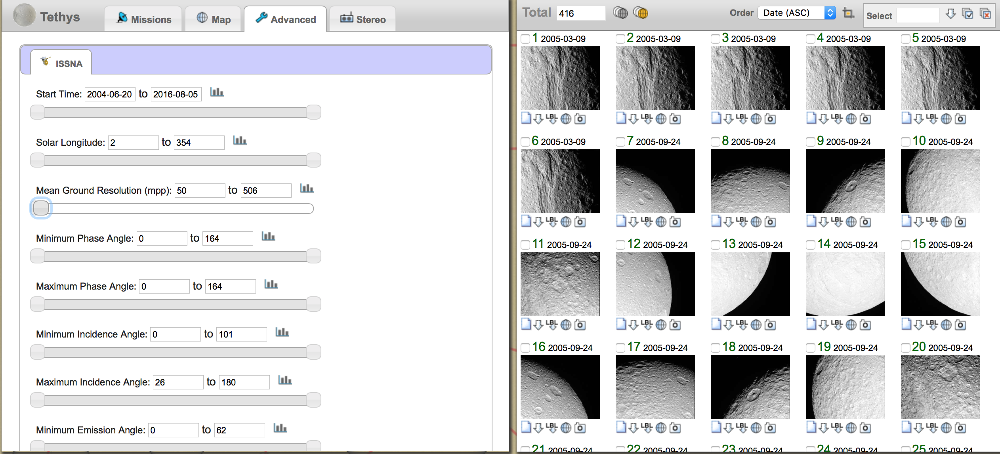 Tethys
Missions
Map
Advanced
Stereo
ISSNA
Start Time: 2004-06-20 to 2016-08-05
Solar Longitude: 2 to 354
Mean Ground Resolution (mpp): 50 to 506
Minimum Phase Angle: 0 to 164
Maximum Phase Angle: 0 to 164
Minimum Incidence Angle: 0 to 101
Maximum Incidence Angle: 26 to 180
Minimum Emission Angle: 0 to 62
Total 416
Order Date (ASC)
Select
1 2005-03-09 2 2005-03-09 3 2005-03-09 4 2005-03-09 5 2005-03-09
LBL LBL LBL LBL LBL
6 2005-03-09 7 2005-09-24 8 2005-09-24 9 2005-09-24 10 2005-09-24
LBL LBL LBL LBL LBL
11 2005-09-24 12 2005-09-24 13 2005-09-24 14 2005-09-24 15 2005-09-24
LBL LBL LBL LBL LBL
16 2005-09-24 17 2005-09-24 18 2005-09-24 19 2005-09-24 20 2005-09-24
LBL LBL LBL LBL LBL
21 2005-09-24 22 2005-09-24 23 2005-09-24 24 2005-09-24 25 2005-09-24